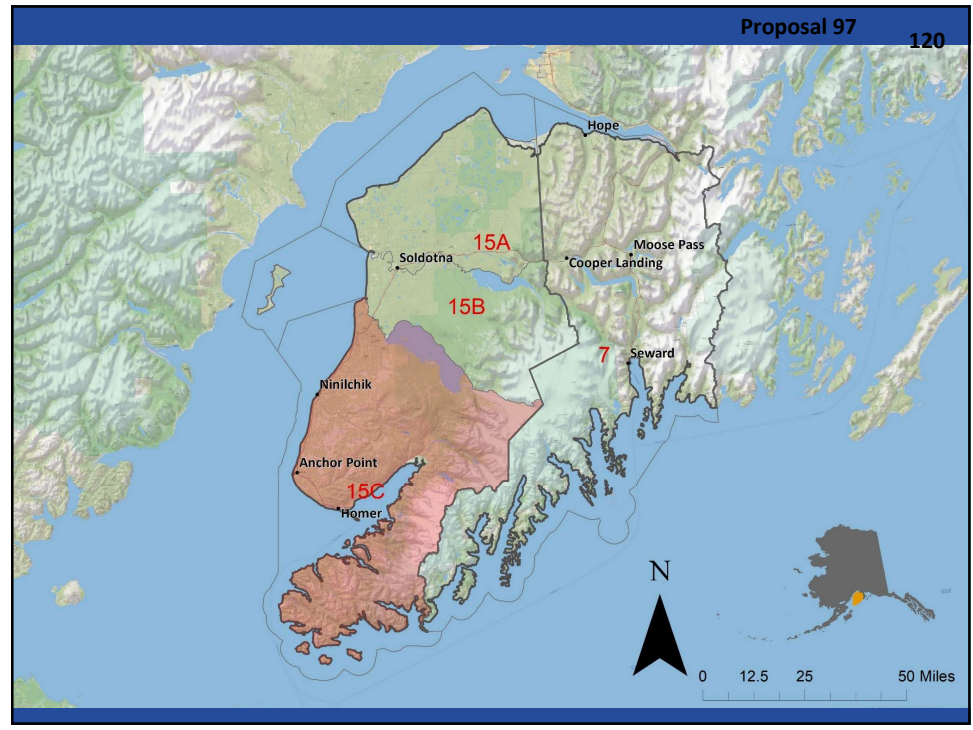 Proposal 97
120
Hope
15A
Moose Pass
Soldotna
Cooper Landing
15B
7
Seward
Ninilchik
Anchor Point
15C
Homer
N
0 12.5 25 50 Miles